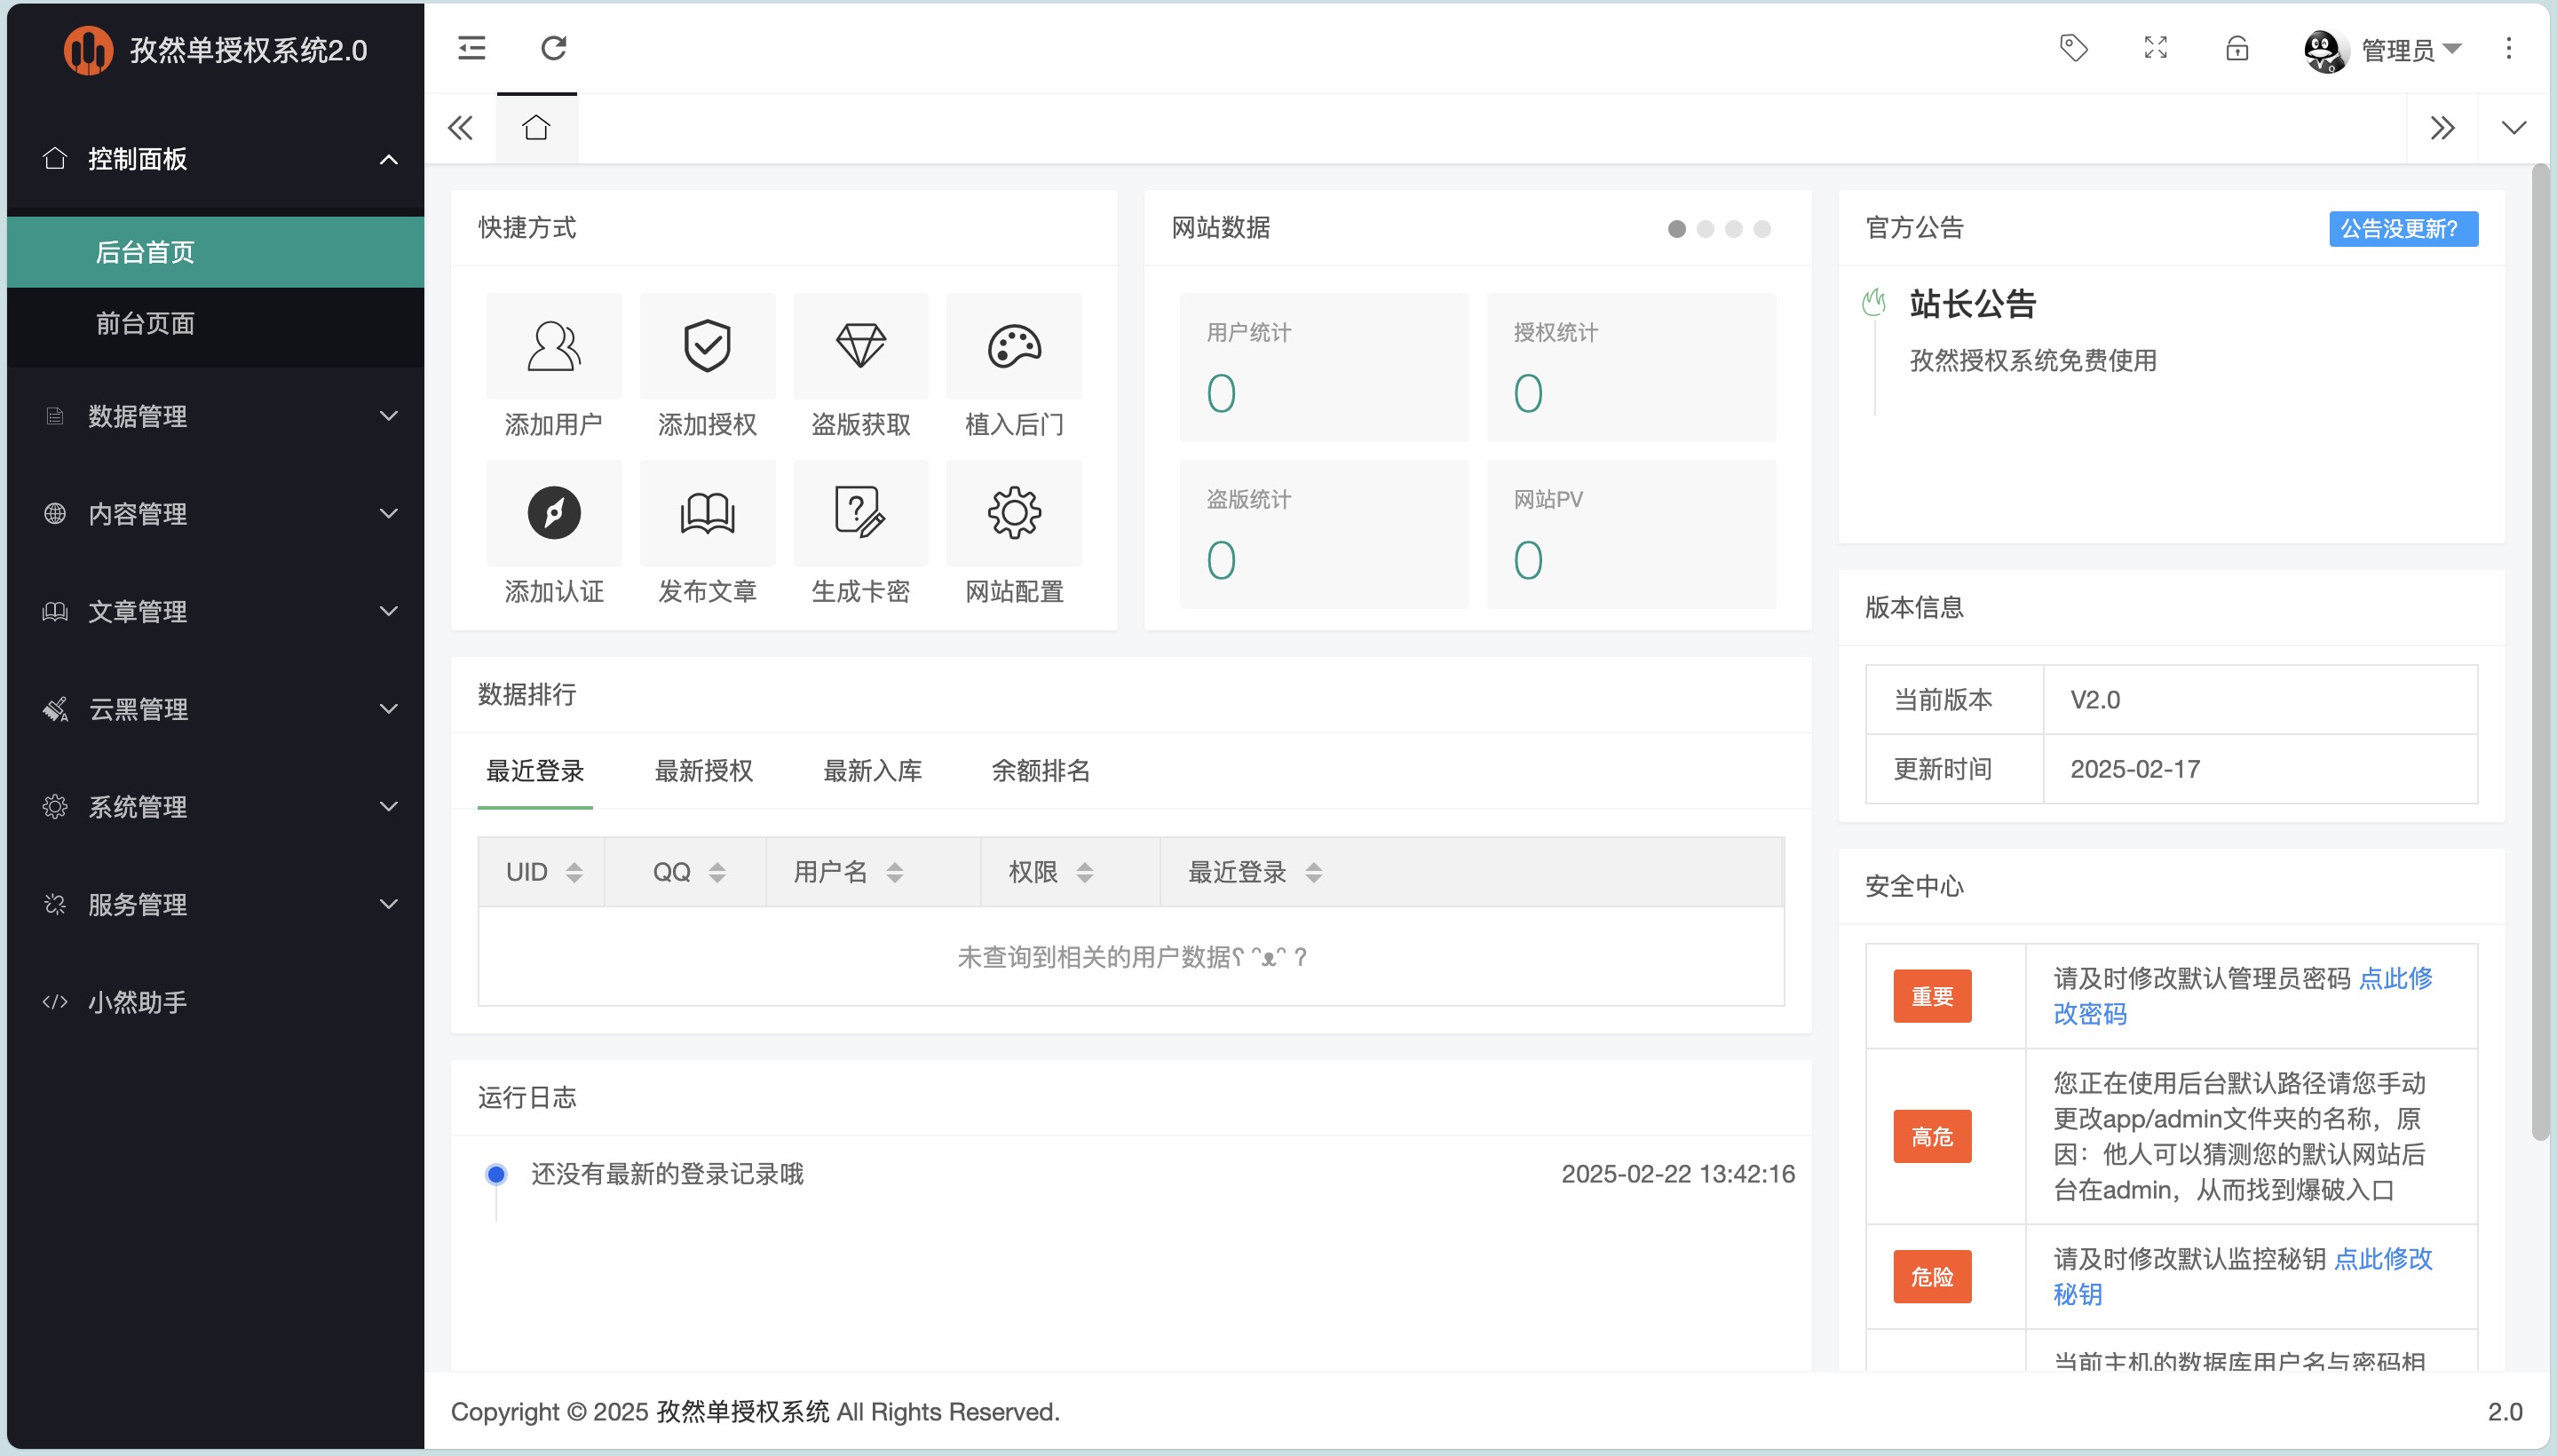 孜然单授权系统2.0
控制面板
后台首页
前台页面
数据管理
内容管理
文章管理
云黑管理
系统管理
服务管理
小然助手
管理员
快捷方式
添加用户
添加授权
盗版获取
植入后门
添加认证
发布文章
生成卡密
网站配置
网站数据
用户统计
0
授权统计
0
盗版统计
0
网站PV
0
数据排行
最近登录
最新授权
最新入库
余额排名
UID
QQ
用户名
权限
最近登录
未查询到相关的用户数据ʕ ᵔᴥᵔ ʔ
运行日志
还没有最新的登录记录哦
2025-02-22 13:42:16
官方公告
公告没更新?
站长公告
孜然授权系统免费使用
版本信息
当前版本
V2.0
更新时间
2025-02-17
安全中心
重要
请及时修改默认管理员密码 点此修
改密码
高危
您正在使用后台默认路径请您手动
更改app/admin文件夹的名称，原
因：他人可以猜测您的默认网站后
台在admin，从而找到爆破入口
危险
请及时修改默认监控秘钥 点此修改
秘钥
当前主机的数据库用户名与密码相
Copyright © 2025 孜然单授权系统 All Rights Reserved.
2.0